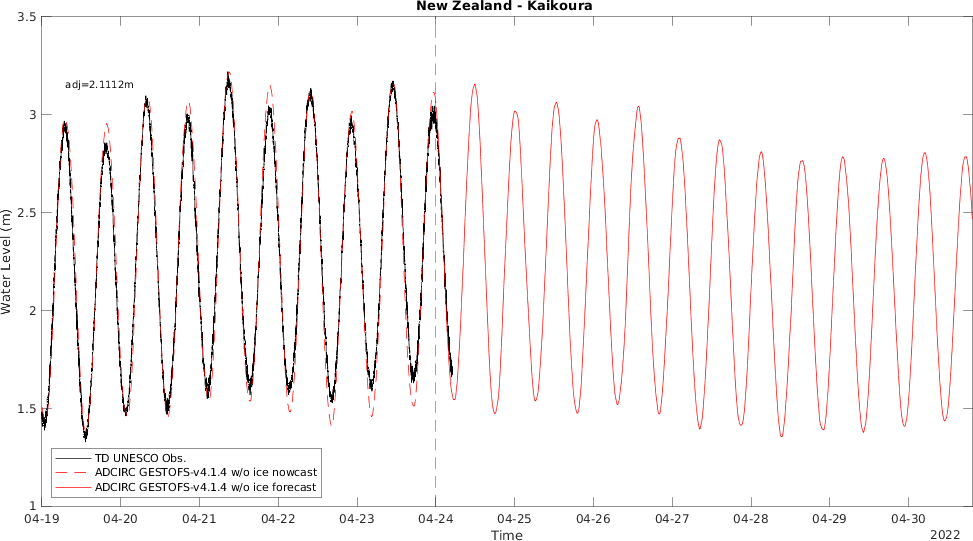 New Zealand - Kaikoura
adj=2.1112m
3.5
3
2.5
2
1.5
1
Water Level (m)
TD UNESCO Obs.
ADCIRC GESTOFS-v4.1.4 w/o ice nowcast
ADCIRC GESTOFS-v4.1.4 w/o ice forecast
04-19 04-20 04-21 04-22 04-23 04-24 04-25 04-26 04-27 04-28 04-29 04-30
Time
2022